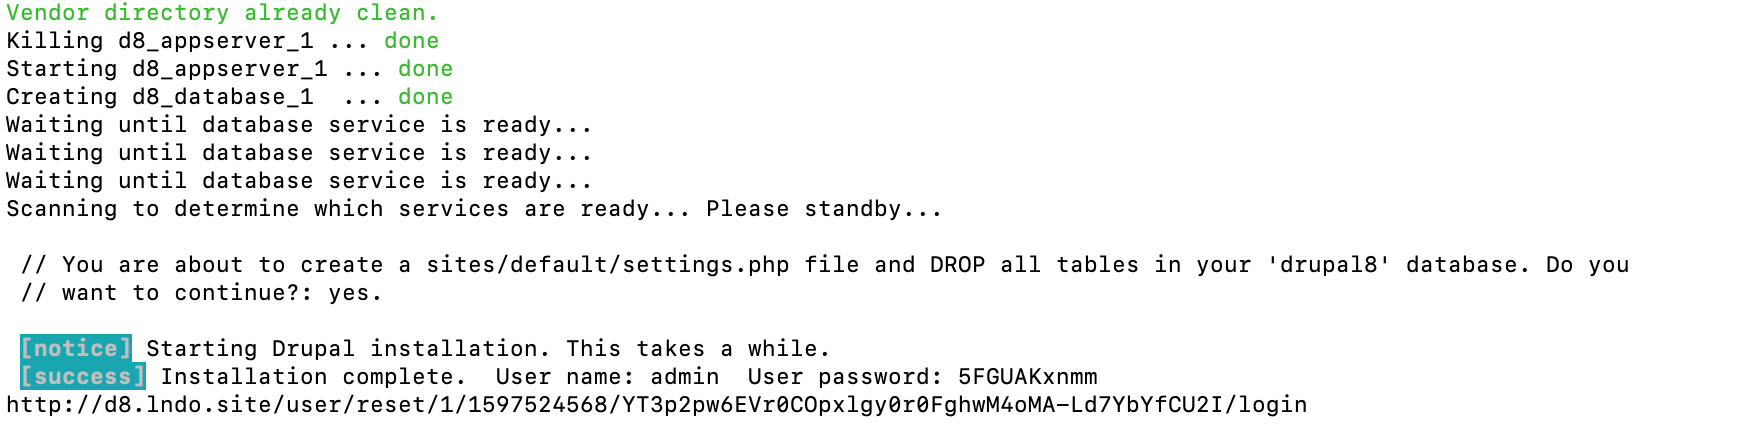 Vendor directory already clean.
Killing d8_appserver_1 ... done
Starting d8_appserver_1 ... done
Creating d8_database_1  ... done
Waiting until database service is ready...
Waiting until database service is ready...
Waiting until database service is ready...
Scanning to determine which services are ready... Please standby...
// You are about to create a sites/default/settings.php file and DROP all tables in your 'drupal8' database. Do you
// want to continue?: yes.
[notice] Starting Drupal installation. This takes a while.
[success] Installation complete.  User name: admin  User password: 5FGUAKxnmm
http://d8.lndo.site/user/reset/1/1597524568/YT3p2pw6EVr0COpxlgy0r0FghwM4oMA-Ld7YbYfCU2I/login